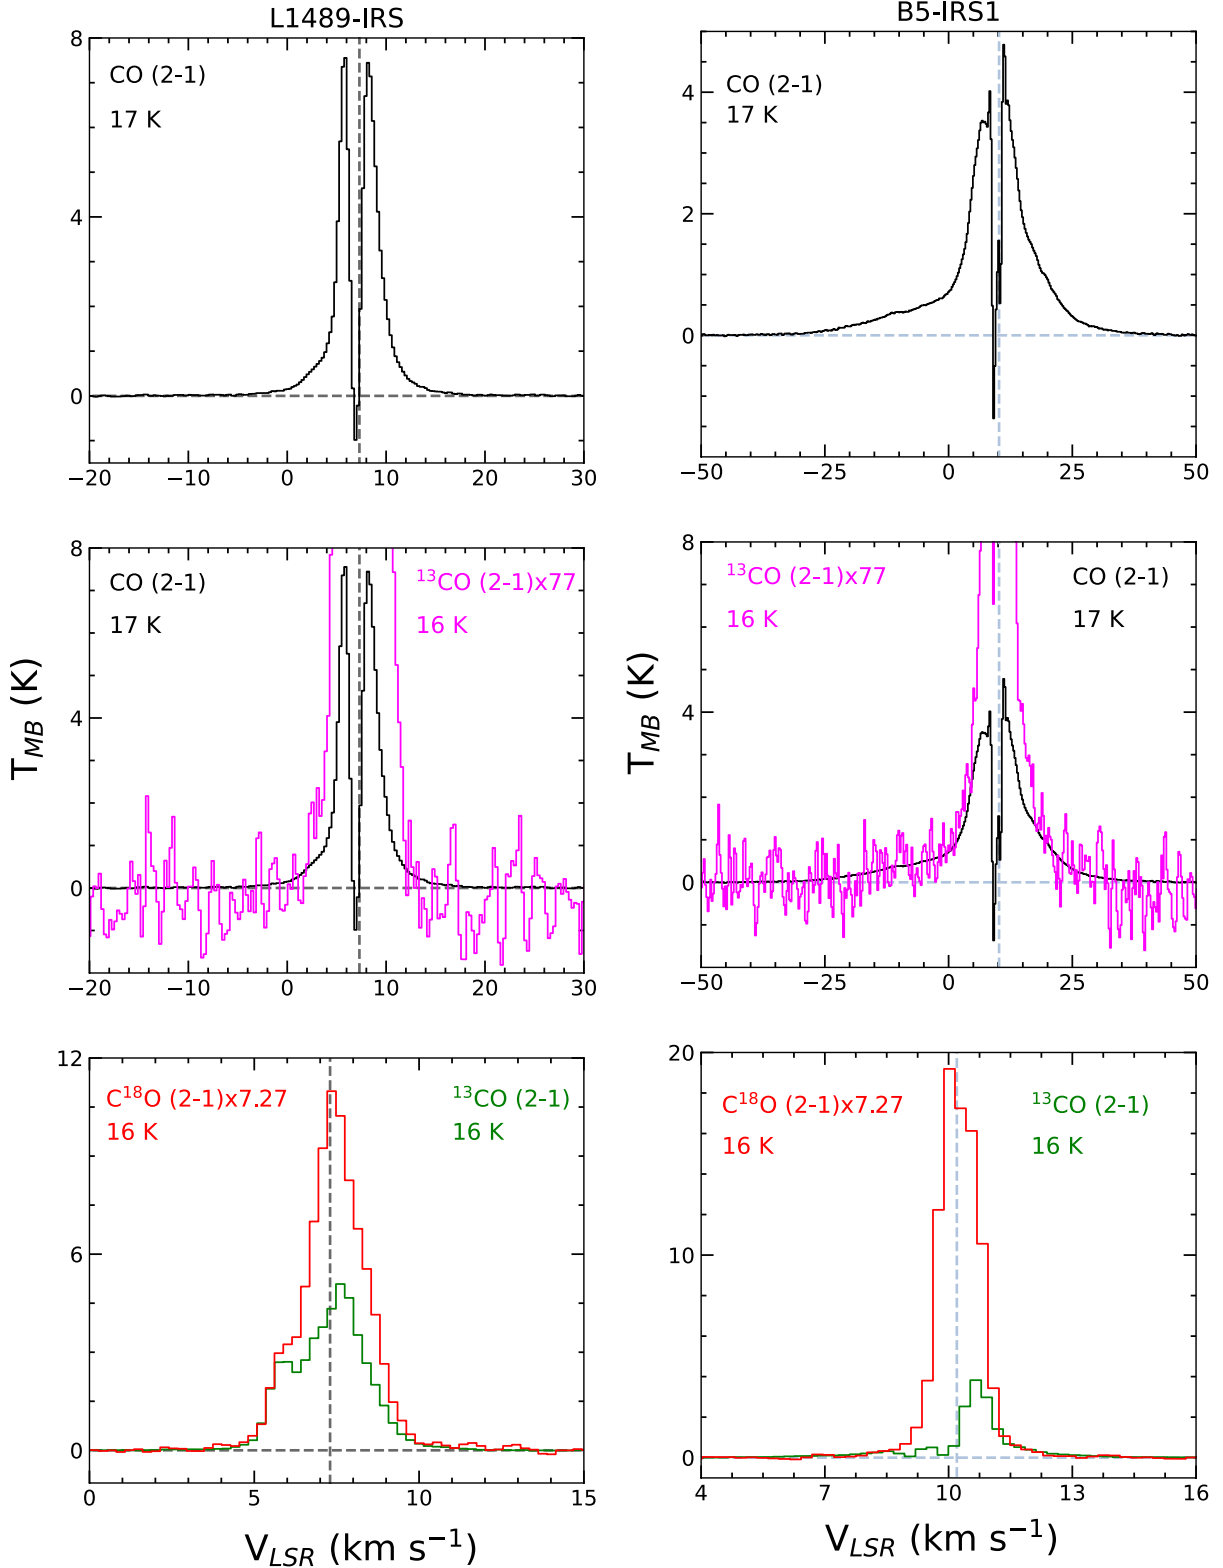 L1489-IRS
B5-IRS1
8
4
0
CO (2-1)
17 K
−20 −10 0 10 20 30
4
2
0
CO (2-1)
17 K
−50 −25 0 25 50
T_MB (K)
8
4
0
CO (2-1)
17 K
¹³CO (2-1)x77
16 K
−20 −10 0 10 20 30
T_MB (K)
8
4
0
¹³CO (2-1)x77
16 K
CO (2-1)
17 K
−50 −25 0 25 50
12
6
0
C¹⁸O (2-1)x7.27
16 K
¹³CO (2-1)
16 K
0 5 10 15
V_LSR (km s⁻¹)
20
10
0
C¹⁸O (2-1)x7.27
16 K
¹³CO (2-1)
16 K
4 7 10 13 16
V_LSR (km s⁻¹)